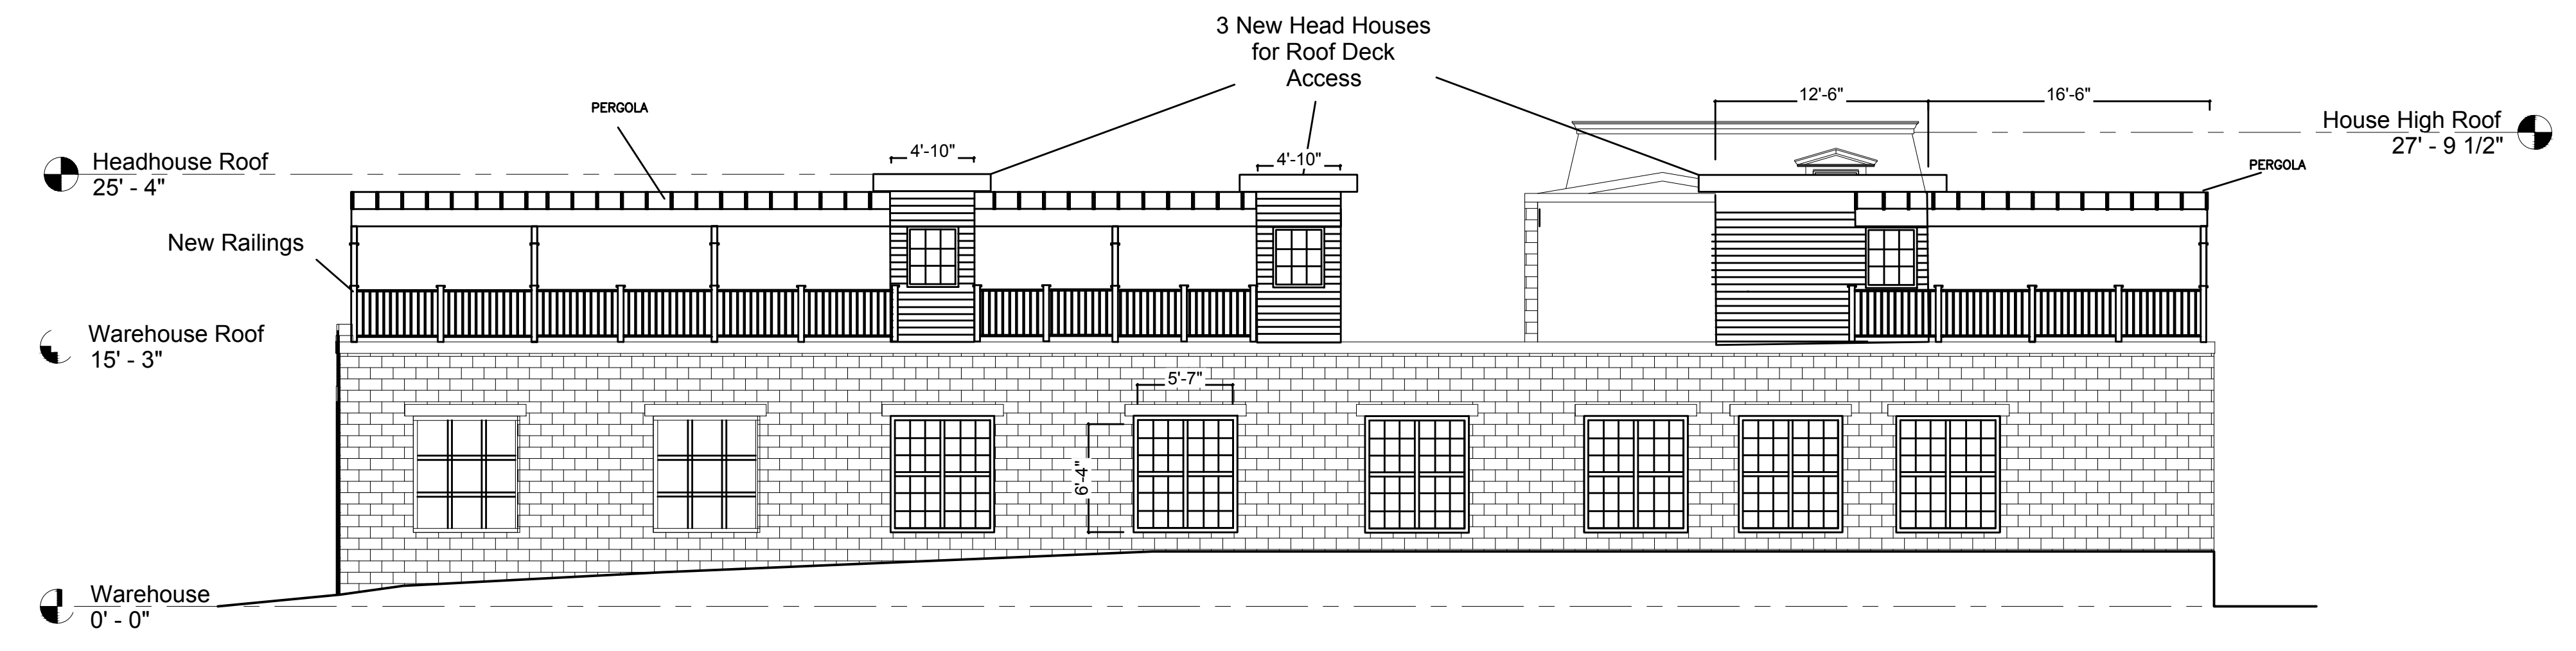 3 New Head Houses
for Roof Deck
Access
PERGOLA
12'-6"
16'-6"
House High Roof
27' - 9 1/2"
Headhouse Roof
25' - 4"
4'-10"
4'-10"
PERGOLA
New Railings
Warehouse Roof
15' - 3"
5'-7"
6'-4"
Warehouse
0' - 0"